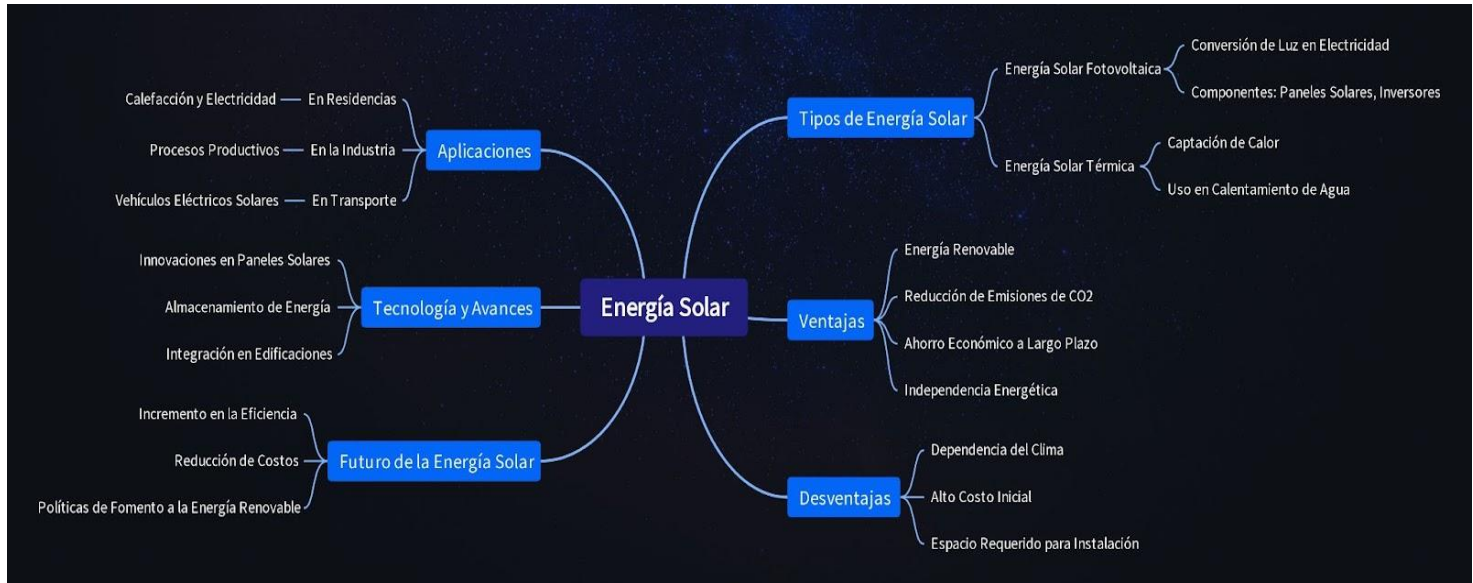 Energía Solar
Tipos de Energía Solar
Energía Solar Fotovoltaica
Conversión de Luz en Electricidad
Componentes: Paneles Solares, Inversores
Energía Solar Térmica
Captación de Calor
Uso en Calentamiento de Agua
Ventajas
Energía Renovable
Reducción de Emisiones de CO2
Ahorro Económico a Largo Plazo
Independencia Energética
Desventajas
Dependencia del Clima
Alto Costo Inicial
Espacio Requerido para Instalación
Aplicaciones
En Residencias
Calefacción y Electricidad
En la Industria
Procesos Productivos
En Transporte
Vehículos Eléctricos Solares
Tecnología y Avances
Innovaciones en Paneles Solares
Almacenamiento de Energía
Integración en Edificaciones
Futuro de la Energía Solar
Incremento en la Eficiencia
Reducción de Costos
Políticas de Fomento a la Energía Renovable